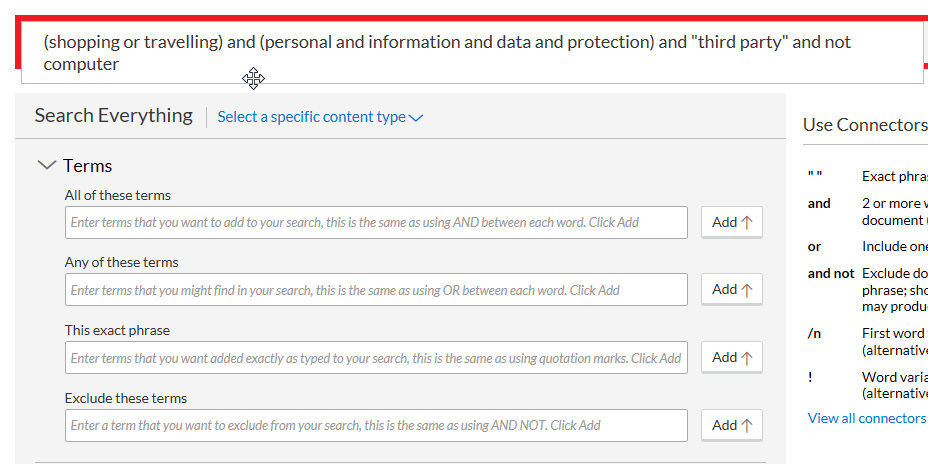 (shopping or travelling) and (personal and information and data and protection) and "third party" and not
computer
Search Everything
Select a specific content type
Terms
All of these terms
Enter terms that you want to add to your search, this is the same as using AND between each word. Click Add
Add
Any of these terms
Enter terms that you might find in your search, this is the same as using OR between each word. Click Add
Add
This exact phrase
Enter terms that you want added exactly as typed to your search, this is the same as using quotation marks. Click Add
Add
Exclude these terms
Enter a term that you want to exclude from your search, this is the same as using AND NOT. Click Add
Add
Use Connectors
" " Exact phra
and 2 or more
document
or Include one
and not Exclude do
phrase; sho
may produ
/n First word
(alternative
! Word varia
(alternative
View all connectors